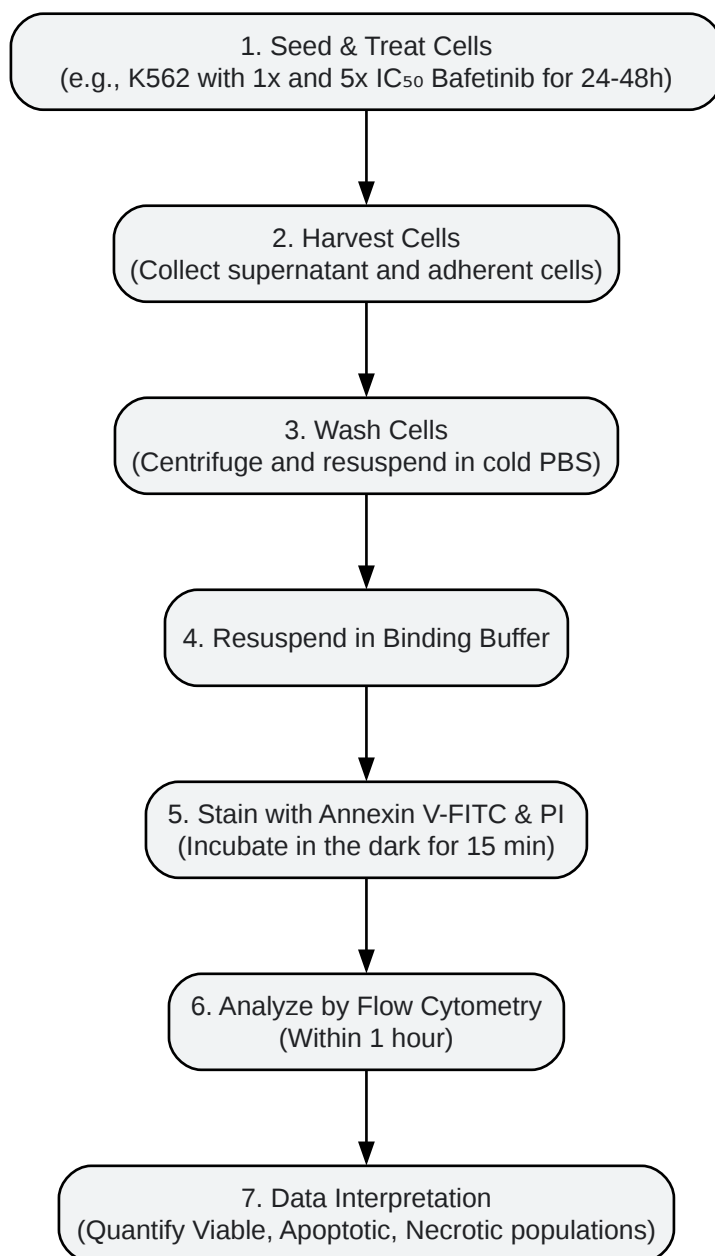 1. Seed & Treat Cells
(e.g., K562 with 1x and 5x IC₅₀ Bafetinib for 24-48h)
2. Harvest Cells
(Collect supernatant and adherent cells)
3. Wash Cells
(Centrifuge and resuspend in cold PBS)
4. Resuspend in Binding Buffer
5. Stain with Annexin V-FITC & PI
(Incubate in the dark for 15 min)
6. Analyze by Flow Cytometry
(Within 1 hour)
7. Data Interpretation
(Quantify Viable, Apoptotic, Necrotic populations)